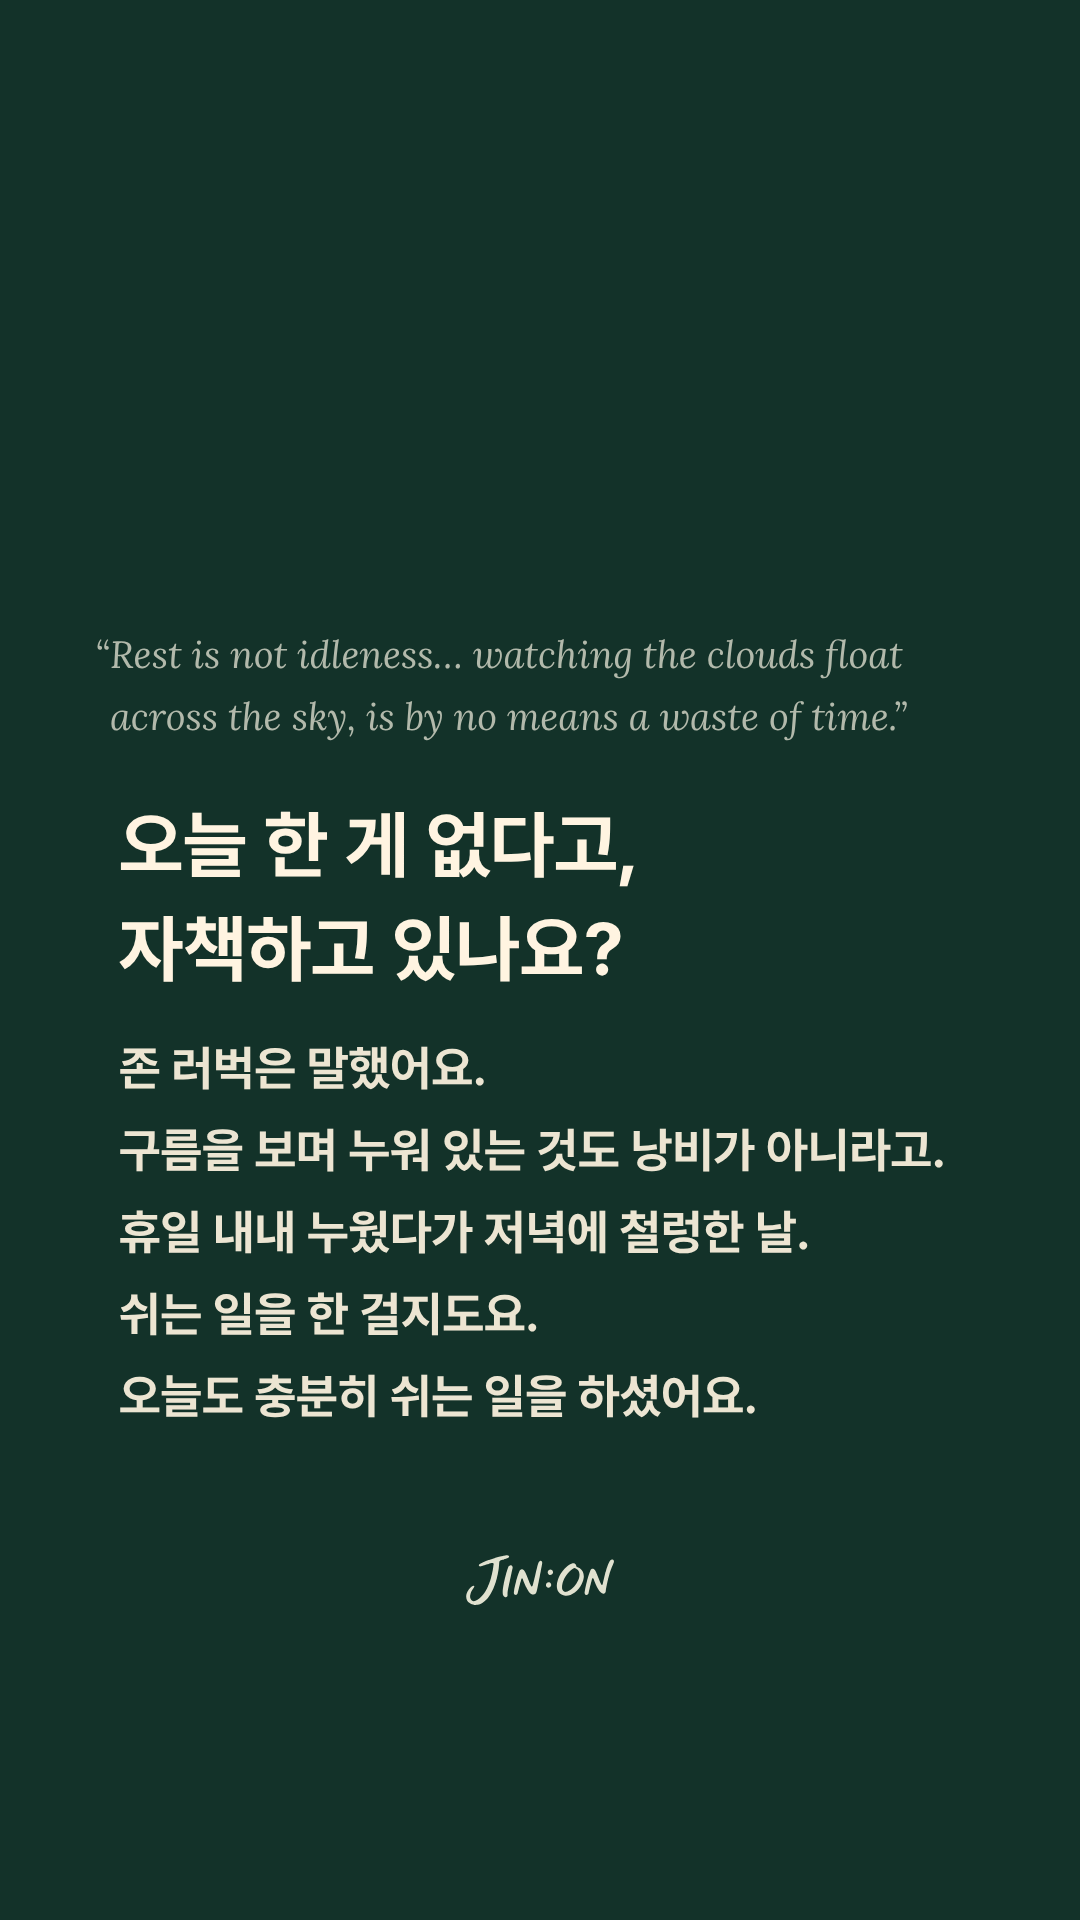 “Rest is not idleness… watching the clouds float
across the sky, is by no means a waste of time.”
오늘 한 게 없다고,
자책하고 있나요?
존 러벅은 말했어요.
구름을 보며 누워 있는 것도 낭비가 아니라고.
휴일 내내 누웠다가 저녁에 철렁한 날.
쉬는 일을 한 걸지도요.
오늘도 충분히 쉬는 일을 하셨어요.
JIN:ON